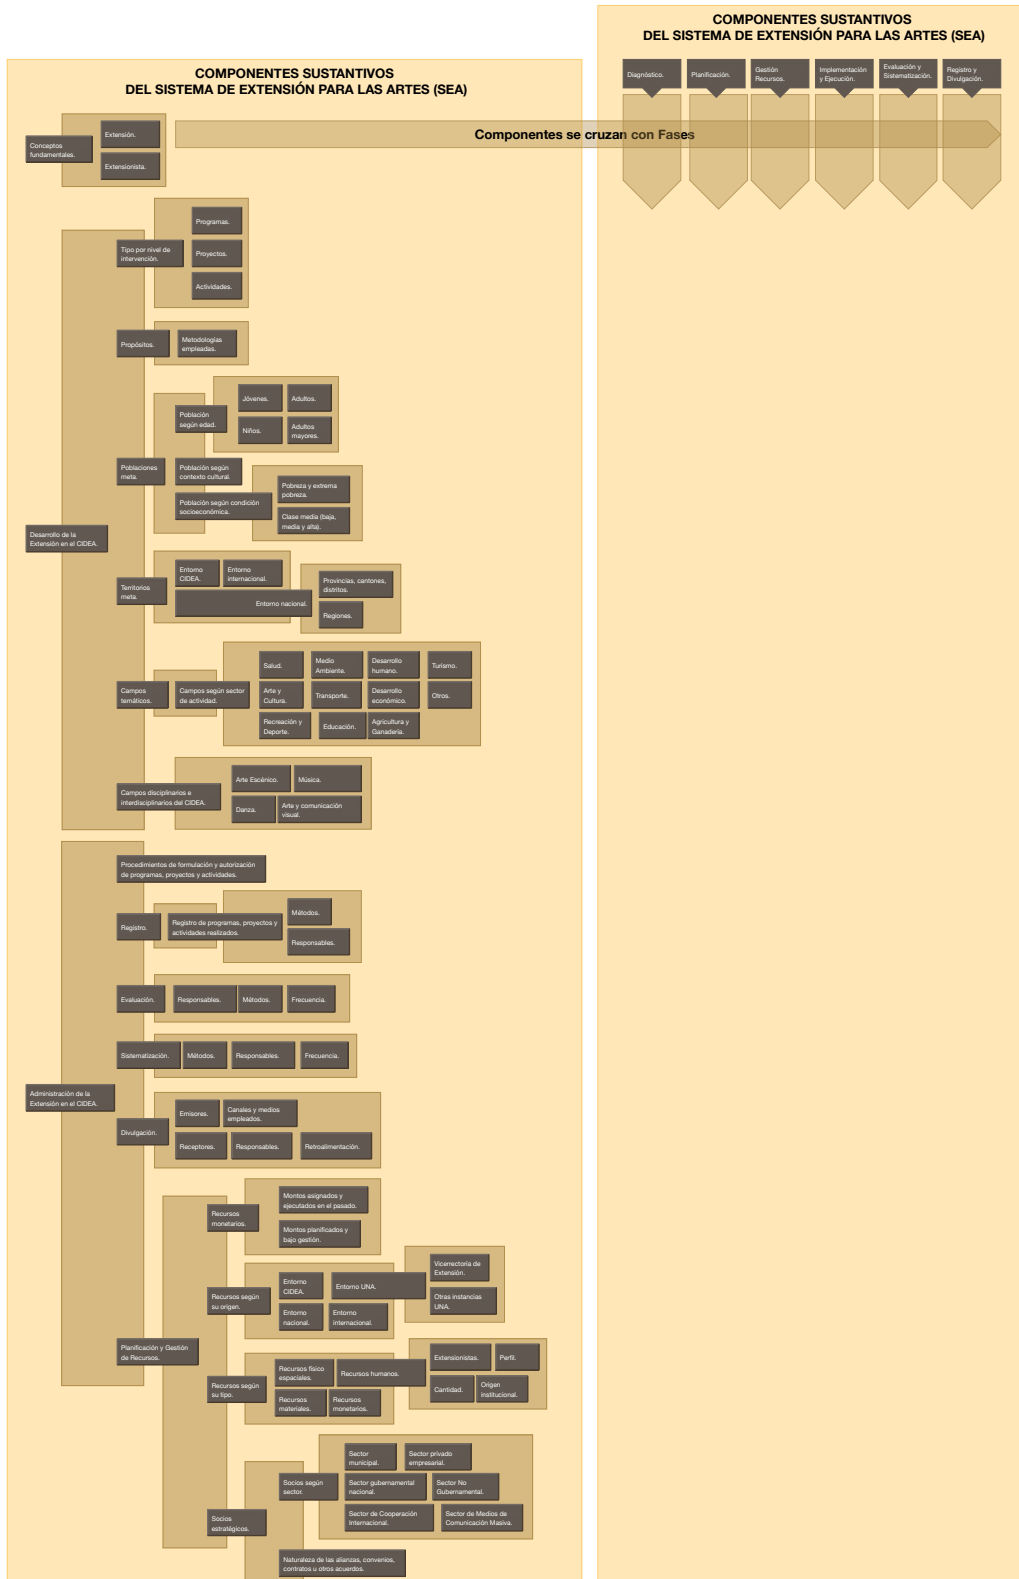 COMPONENTES SUSTANTIVOS
DEL SISTEMA DE EXTENSIÓN PARA LAS ARTES (SEA)
Conceptos
fundamentales.
Extensión.
Extensionista.
Componentes se cruzan con Fases
Desarrollo de la
Extensión en el CIDEA.
Tipo por nivel de
intervención.
Programas.
Proyectos.
Actividades.
Propósitos.
Metodologías
empleadas.
Poblaciones
meta.
Población
según edad.
Jóvenes.
Adultos.
Niños.
Adultos
mayores.
Población según
contexto cultural.
Población según condición
socioeconómica.
Pobreza y extrema
pobreza.
Clase media (baja,
media y alta).
Territorios
meta.
Entorno
CIDEA.
Entorno
internacional.
Entorno nacional.
Provincias, cantones,
distritos.
Regiones.
Campos
temáticos.
Campos según sector
de actividad.
Salud.
Medio
Ambiente.
Desarrollo
humano.
Turismo.
Arte y
Cultura.
Transporte.
Desarrollo
económico.
Otros.
Recreación y
Deporte.
Educación.
Agricultura y
Ganadería.
Campos disciplinarios e
interdisciplinarios del CIDEA.
Arte Escénico.
Música.
Danza.
Arte y comunicación
visual.
Administración de la
Extensión en el CIDEA.
Procedimientos de formulación y autorización
de programas, proyectos y actividades.
Registro.
Registro de programas, proyectos y
actividades realizados.
Métodos.
Responsables.
Evaluación.
Responsables.
Métodos.
Frecuencia.
Sistematización.
Métodos.
Responsables.
Frecuencia.
Divulgación.
Emisores.
Canales y medios
empleados.
Receptores.
Responsables.
Retroalimentación.
Planificación y Gestión
de Recursos.
Recursos
monetarios.
Montos asignados y
ejecutados en el pasado.
Montos planificados y
bajo gestión.
Recursos según
su origen.
Entorno
CIDEA.
Entorno UNA.
Entorno
nacional.
Entorno
internacional.
Vicerrectoría de
Extensión.
Otras instancias
UNA.
Recursos según
su tipo.
Recursos físico
espaciales.
Recursos humanos.
Recursos
materiales.
Recursos
monetarios.
Extensionistas.
Perfil.
Cantidad.
Origen
institucional.
Socios
estratégicos.
Socios según
sector.
Sector
municipal.
Sector privado
empresarial.
Sector gubernamental
nacional.
Sector No
Gubernamental.
Sector de Cooperación
Internacional.
Sector de Medios de
Comunicación Masiva.
Naturaleza de las alianzas, convenios,
contratos u otros acuerdos.
COMPONENTES SUSTANTIVOS
DEL SISTEMA DE EXTENSIÓN PARA LAS ARTES (SEA)
Diagnóstico.
Planificación.
Gestión
Recursos.
Implementación
y Ejecución.
Evaluación y
Sistematización.
Registro y
Divulgación.